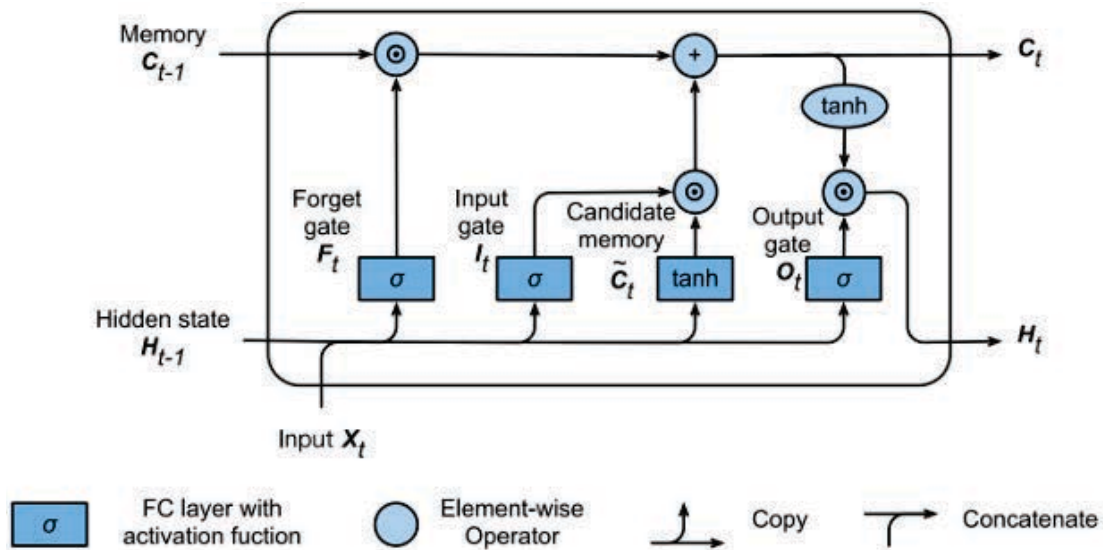 Memory
C_{t-1}
C_t
tanh
Forget
gate
F_t
Input
gate
I_t
Candidate
memory
C̃_t
Output
gate
O_t
σ
σ
tanh
σ
Hidden state
H_{t-1}
H_t
Input X_t
σ
FC layer with
activation fuction
Element-wise
Operator
Copy
Concatenate